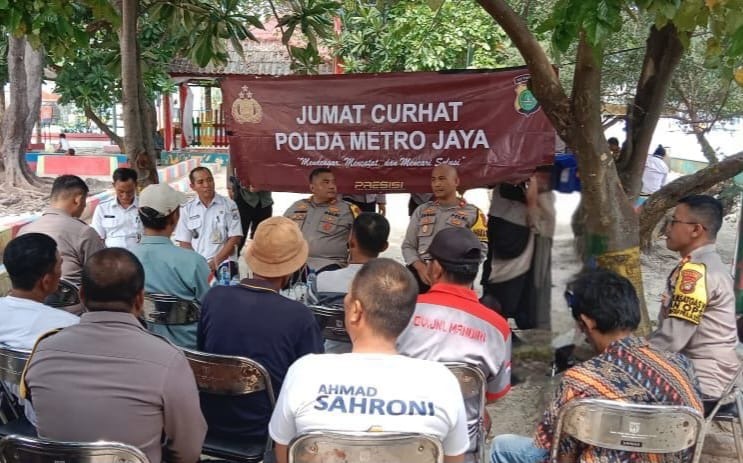 JUMAT CURHAT
POLDA METRO JAYA
"Mendengar, Mencatat, dan Mencari Solusi"
PRESISI
AHMAD
SAHRONI